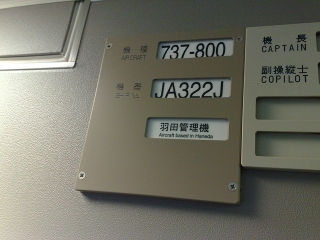 機種 737-800
AIRCRAFT
機番 JA322J
羽田管理機
Aircraft based in Haneda
機長
CAPTAIN
副操縦士
COPILOT